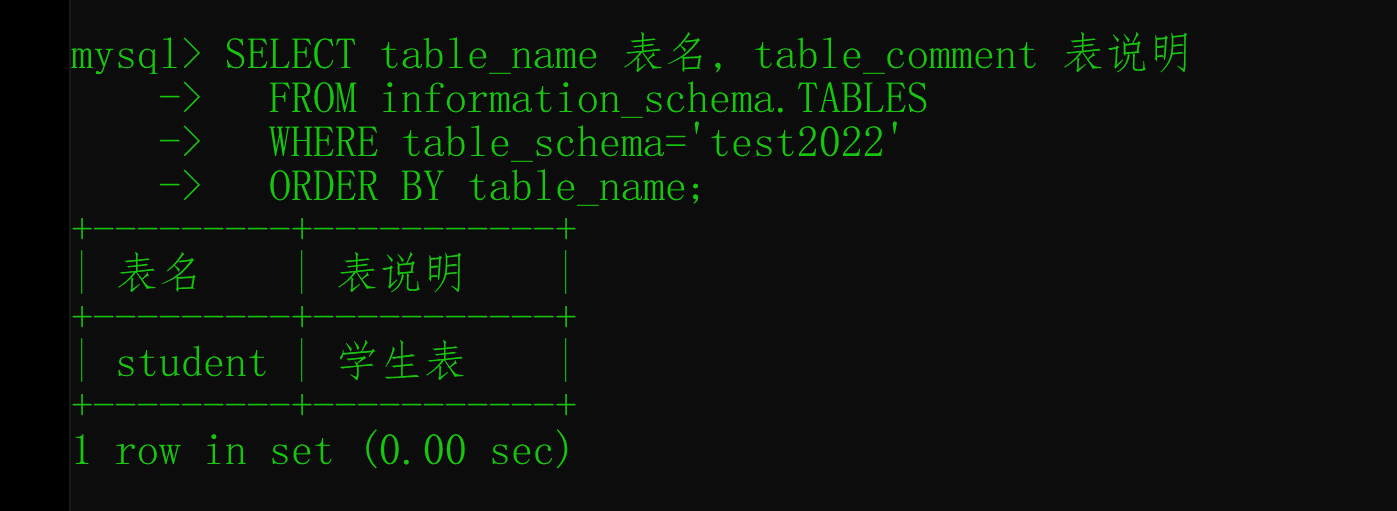 mysql> SELECT table_name 表名, table_comment 表说明
    ->   FROM information_schema.TABLES
    ->   WHERE table_schema='test2022'
    ->   ORDER BY table_name;
+---------+-----------+
| 表名    | 表说明    |
+---------+-----------+
| student | 学生表    |
+---------+-----------+
1 row in set (0.00 sec)